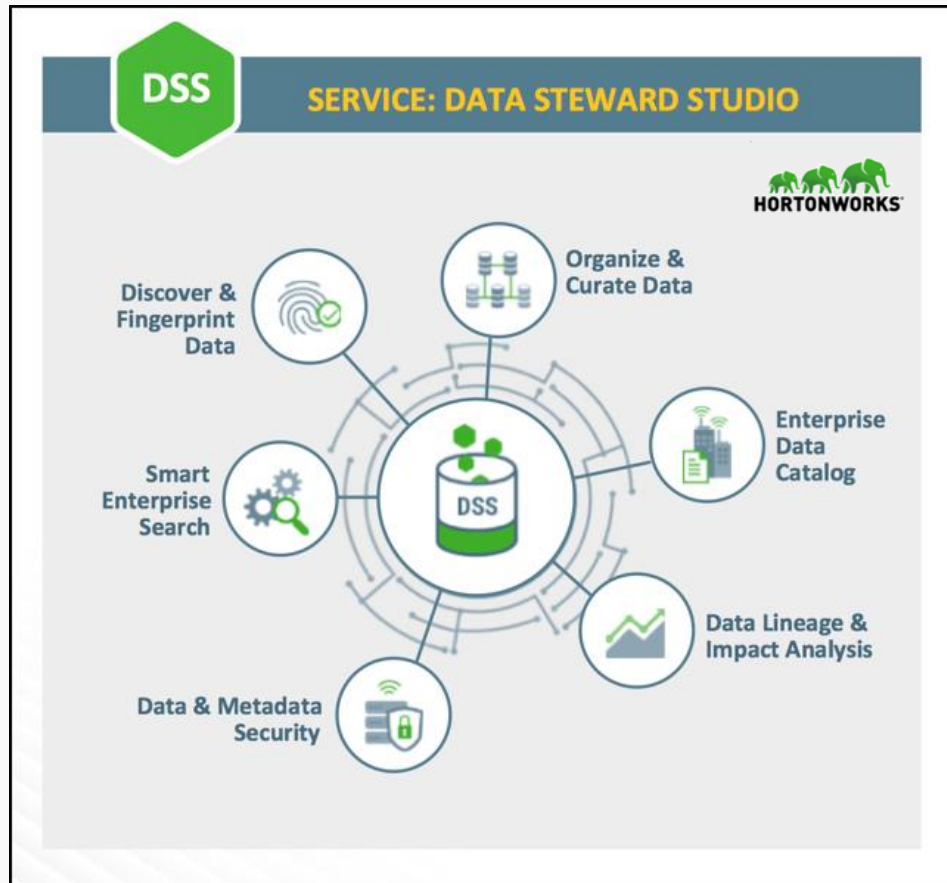 DSS
SERVICE: DATA STEWARD STUDIO
HORTONWORKS
Organize &
Curate Data
Discover &
Fingerprint
Data
Enterprise
Data
Catalog
Smart
Enterprise
Search
DSS
Data Lineage &
Impact Analysis
Data & Metadata
Security